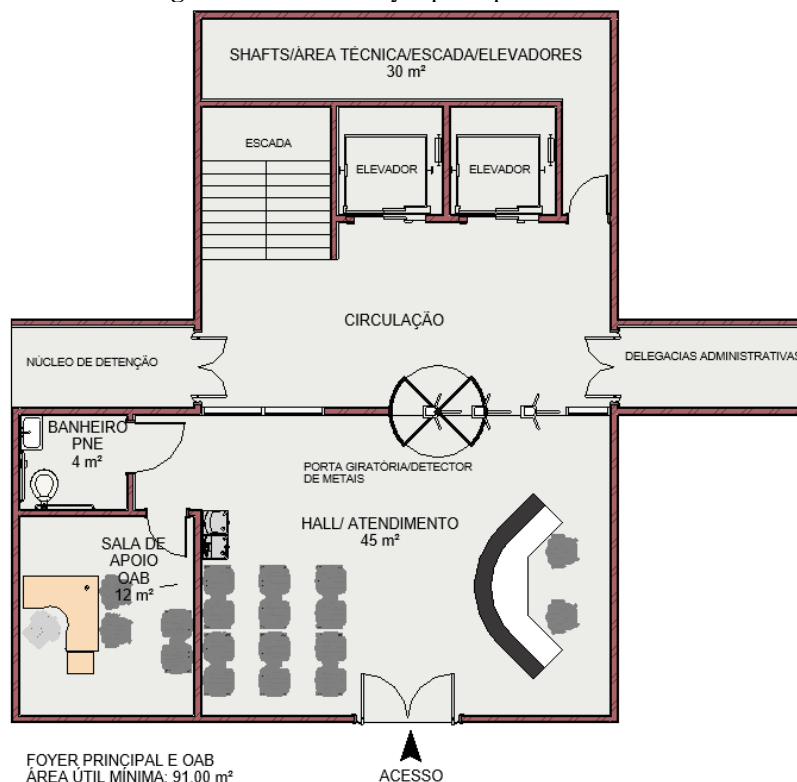 SHAFTS/ÁREA TÉCNICA/ESCADA/ELEVADORES
30 m²
ESCADA
ELEVADOR
ELEVADOR
CIRCULAÇÃO
NÚCLEO DE DETENÇÃO
DELEGACIAS ADMINISTRATIVAS
BANHEIRO
PNE
4 m²
PORTA GIRATÓRIA/DETECTOR
DE METAIS
HALL/ ATENDIMENTO
45 m²
SALA DE
APOIO
OAB
12 m²
FOYER PRINCIPAL E OAB
ÁREA ÚTIL MÍNIMA: 91,00 m²
ACESSO